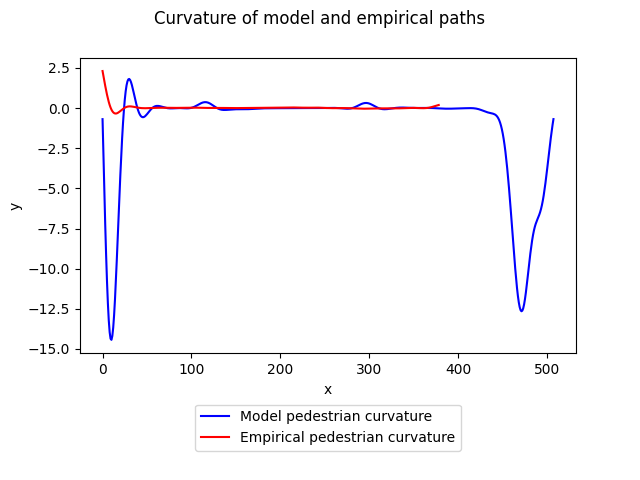 Curvature of model and empirical paths
2.5
0.0
−2.5
−5.0
−7.5
−10.0
−12.5
−15.0
y
0 100 200 300 400 500
x
Model pedestrian curvature
Empirical pedestrian curvature